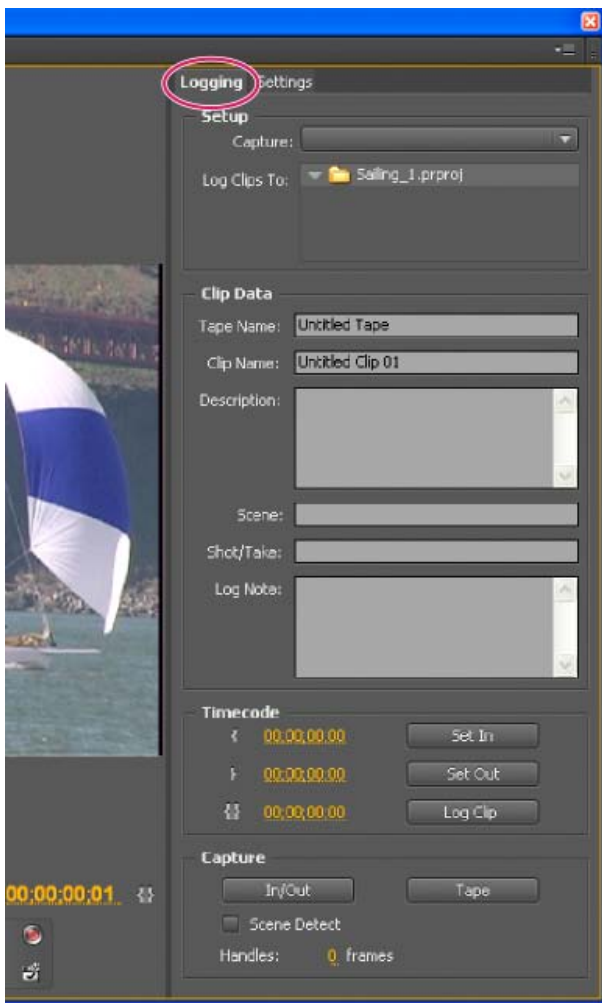 Logging Settings
Setup
Capture:
Log Clips To: Sailing_1.prproj
Clip Data
Tape Name: Untitled Tape
Clip Name: Untitled Clip 01
Description:
Scene:
Shot/Take:
Log Note:
Timecode
{ 00;00;00;00 Set In
} 00;00;00;00 Set Out
{} 00;00;00;00 Log Clip
Capture
00;00;00;01 {}
In/Out Tape
Scene Detect
Handles: 0 frames